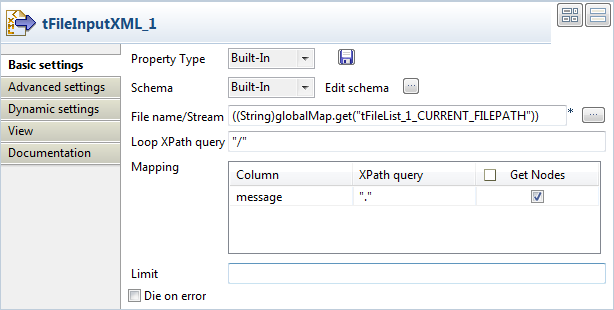 tFileInputXML_1
Basic settings
Advanced settings
Dynamic settings
View
Documentation
Property Type Built-In
Schema Built-In Edit schema ...
File name/Stream ((String)globalMap.get("tFileList_1_CURRENT_FILEPATH")) * ...
Loop XPath query "/"
Mapping
Column XPath query Get Nodes
message "."
Limit
Die on error